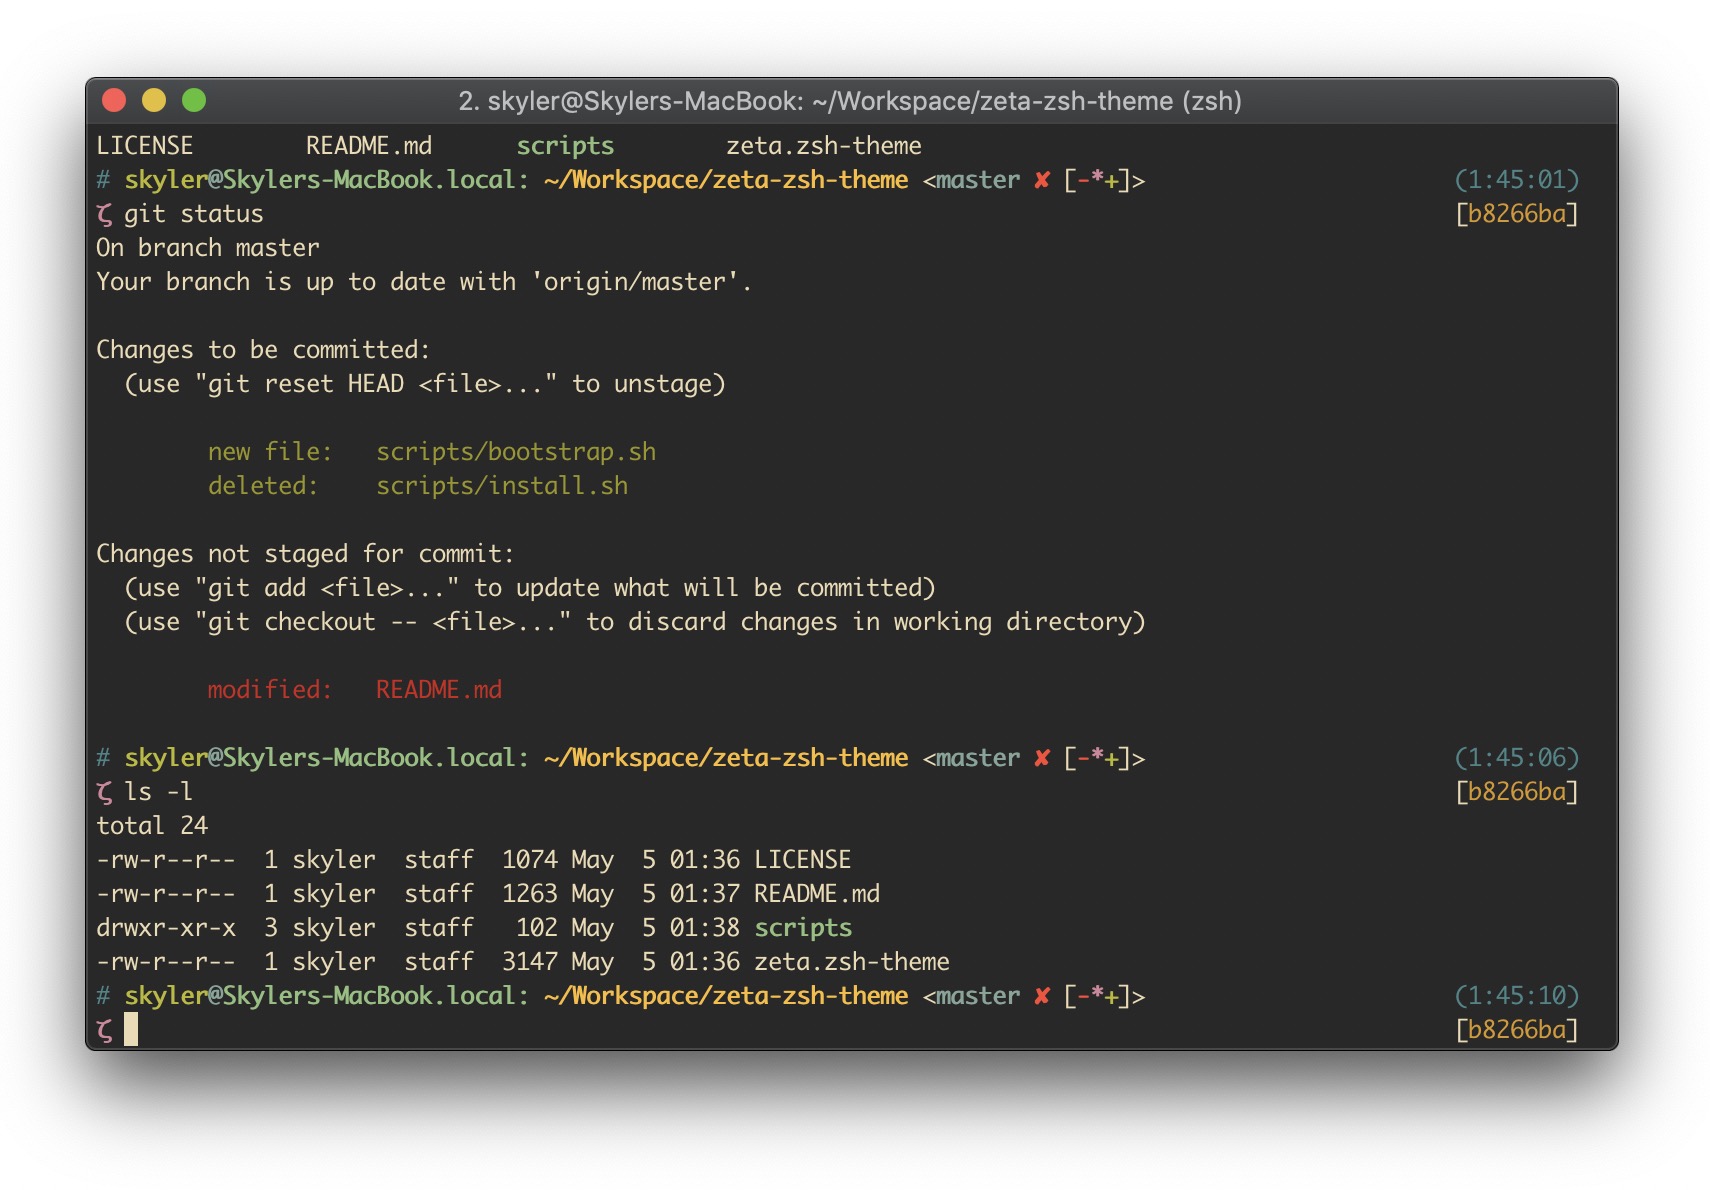 2. skyler@Skylers-MacBook: ~/Workspace/zeta-zsh-theme (zsh)
LICENSE        README.md      scripts        zeta.zsh-theme
# skyler@Skylers-MacBook.local: ~/Workspace/zeta-zsh-theme <master ✘ [-*+]> (1:45:01)
ζ git status [b8266ba]
On branch master
Your branch is up to date with 'origin/master'.
Changes to be committed:
  (use "git reset HEAD <file>..." to unstage)
        new file:   scripts/bootstrap.sh
        deleted:    scripts/install.sh
Changes not staged for commit:
  (use "git add <file>..." to update what will be committed)
  (use "git checkout -- <file>..." to discard changes in working directory)
        modified:   README.md
# skyler@Skylers-MacBook.local: ~/Workspace/zeta-zsh-theme <master ✘ [-*+]> (1:45:06)
ζ ls -l [b8266ba]
total 24
-rw-r--r--  1 skyler  staff  1074 May  5 01:36 LICENSE
-rw-r--r--  1 skyler  staff  1263 May  5 01:37 README.md
drwxr-xr-x  3 skyler  staff   102 May  5 01:38 scripts
-rw-r--r--  1 skyler  staff  3147 May  5 01:36 zeta.zsh-theme
# skyler@Skylers-MacBook.local: ~/Workspace/zeta-zsh-theme <master ✘ [-*+]> (1:45:10)
ζ [b8266ba]